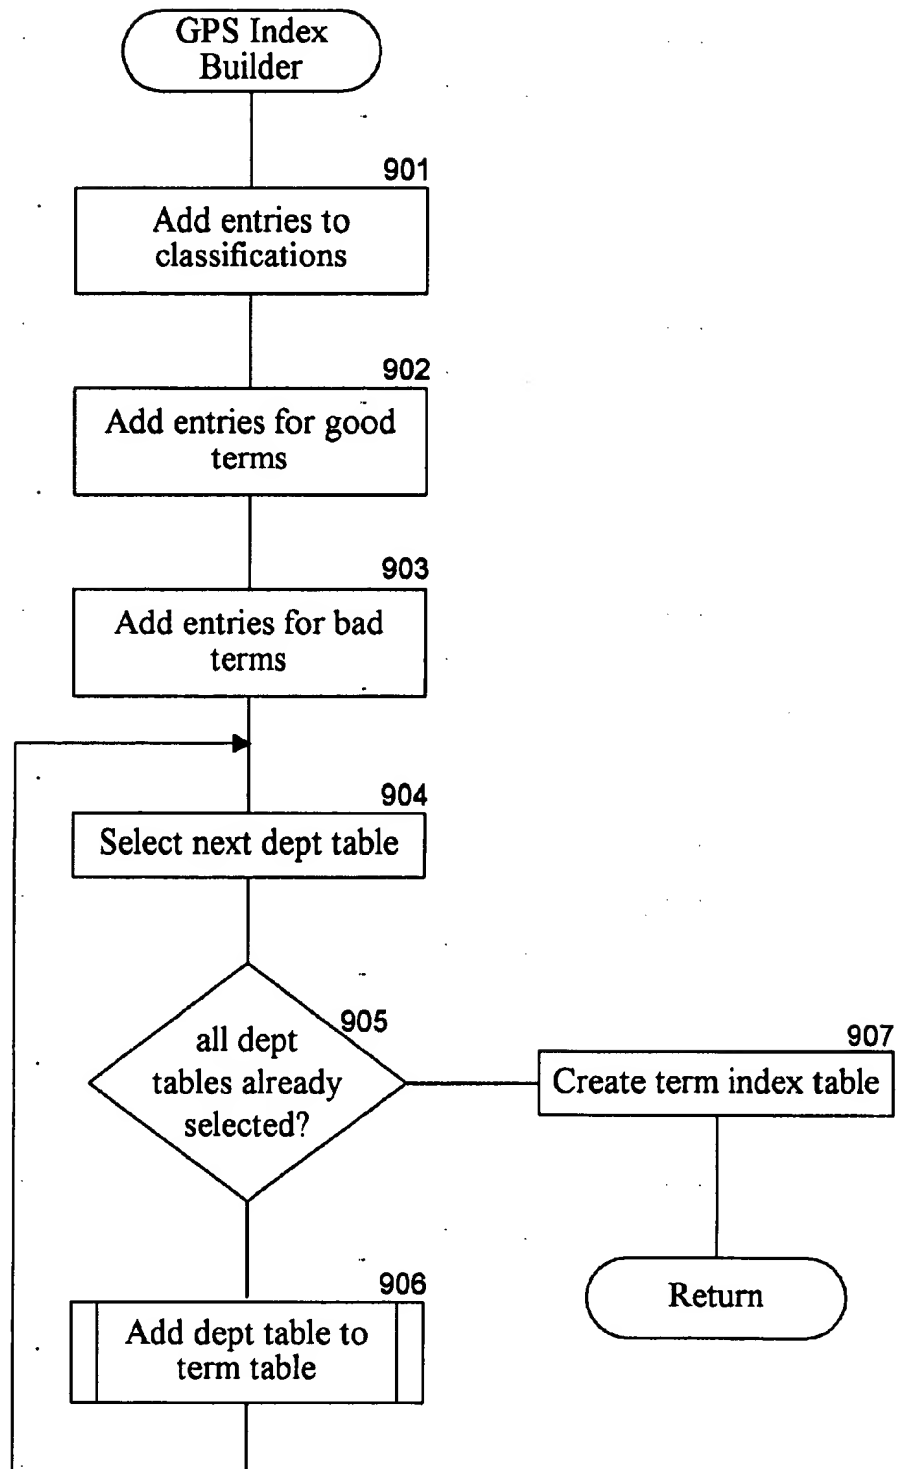 GPS Index
Builder
901
Add entries to
classifications
902
Add entries for good
terms
903
Add entries for bad
terms
904
Select next dept table
905
all dept
tables already
selected?
907
Create term index table
906
Add dept table to
term table
Return